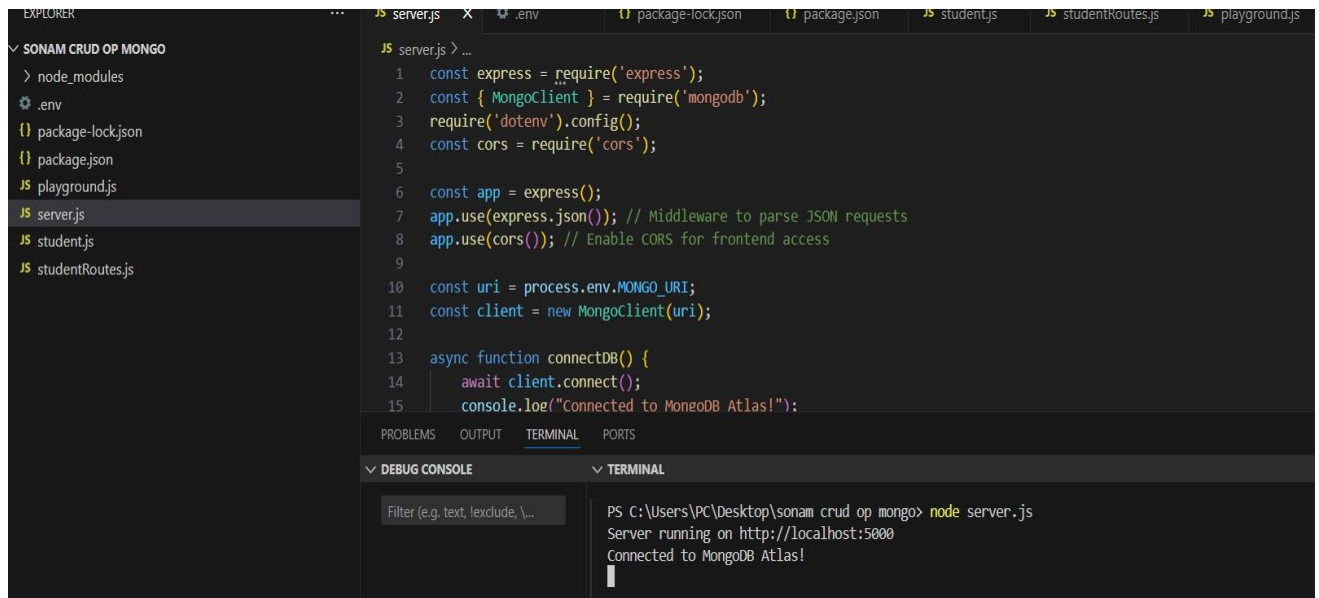 EXPLORER ...
SONAM CRUD OP MONGO
node_modules
.env
package-lock.json
package.json
playground.js
JS server.js
JS student.js
JS studentRoutes.js
JS server.js X .env {} package-lock.json {} package.json JS student.js JS studentRoutes.js JS playground.js
JS server.js > ...
1 const express = require('express');
2 const { MongoClient } = require('mongodb');
3 require('dotenv').config();
4 const cors = require('cors');
5
6 const app = express();
7 app.use(express.json()); // Middleware to parse JSON requests
8 app.use(cors()); // Enable CORS for frontend access
9
10 const uri = process.env.MONGO_URI;
11 const client = new MongoClient(uri);
12
13 async function connectDB() {
14 await client.connect();
15 console.log("Connected to MongoDB Atlas!");
PROBLEMS OUTPUT TERMINAL PORTS
DEBUG CONSOLE
Filter (e.g. text, !exclude, \...
TERMINAL
PS C:\Users\PC\Desktop\sonam crud op mongo> node server.js
Server running on http://localhost:5000
Connected to MongoDB Atlas!